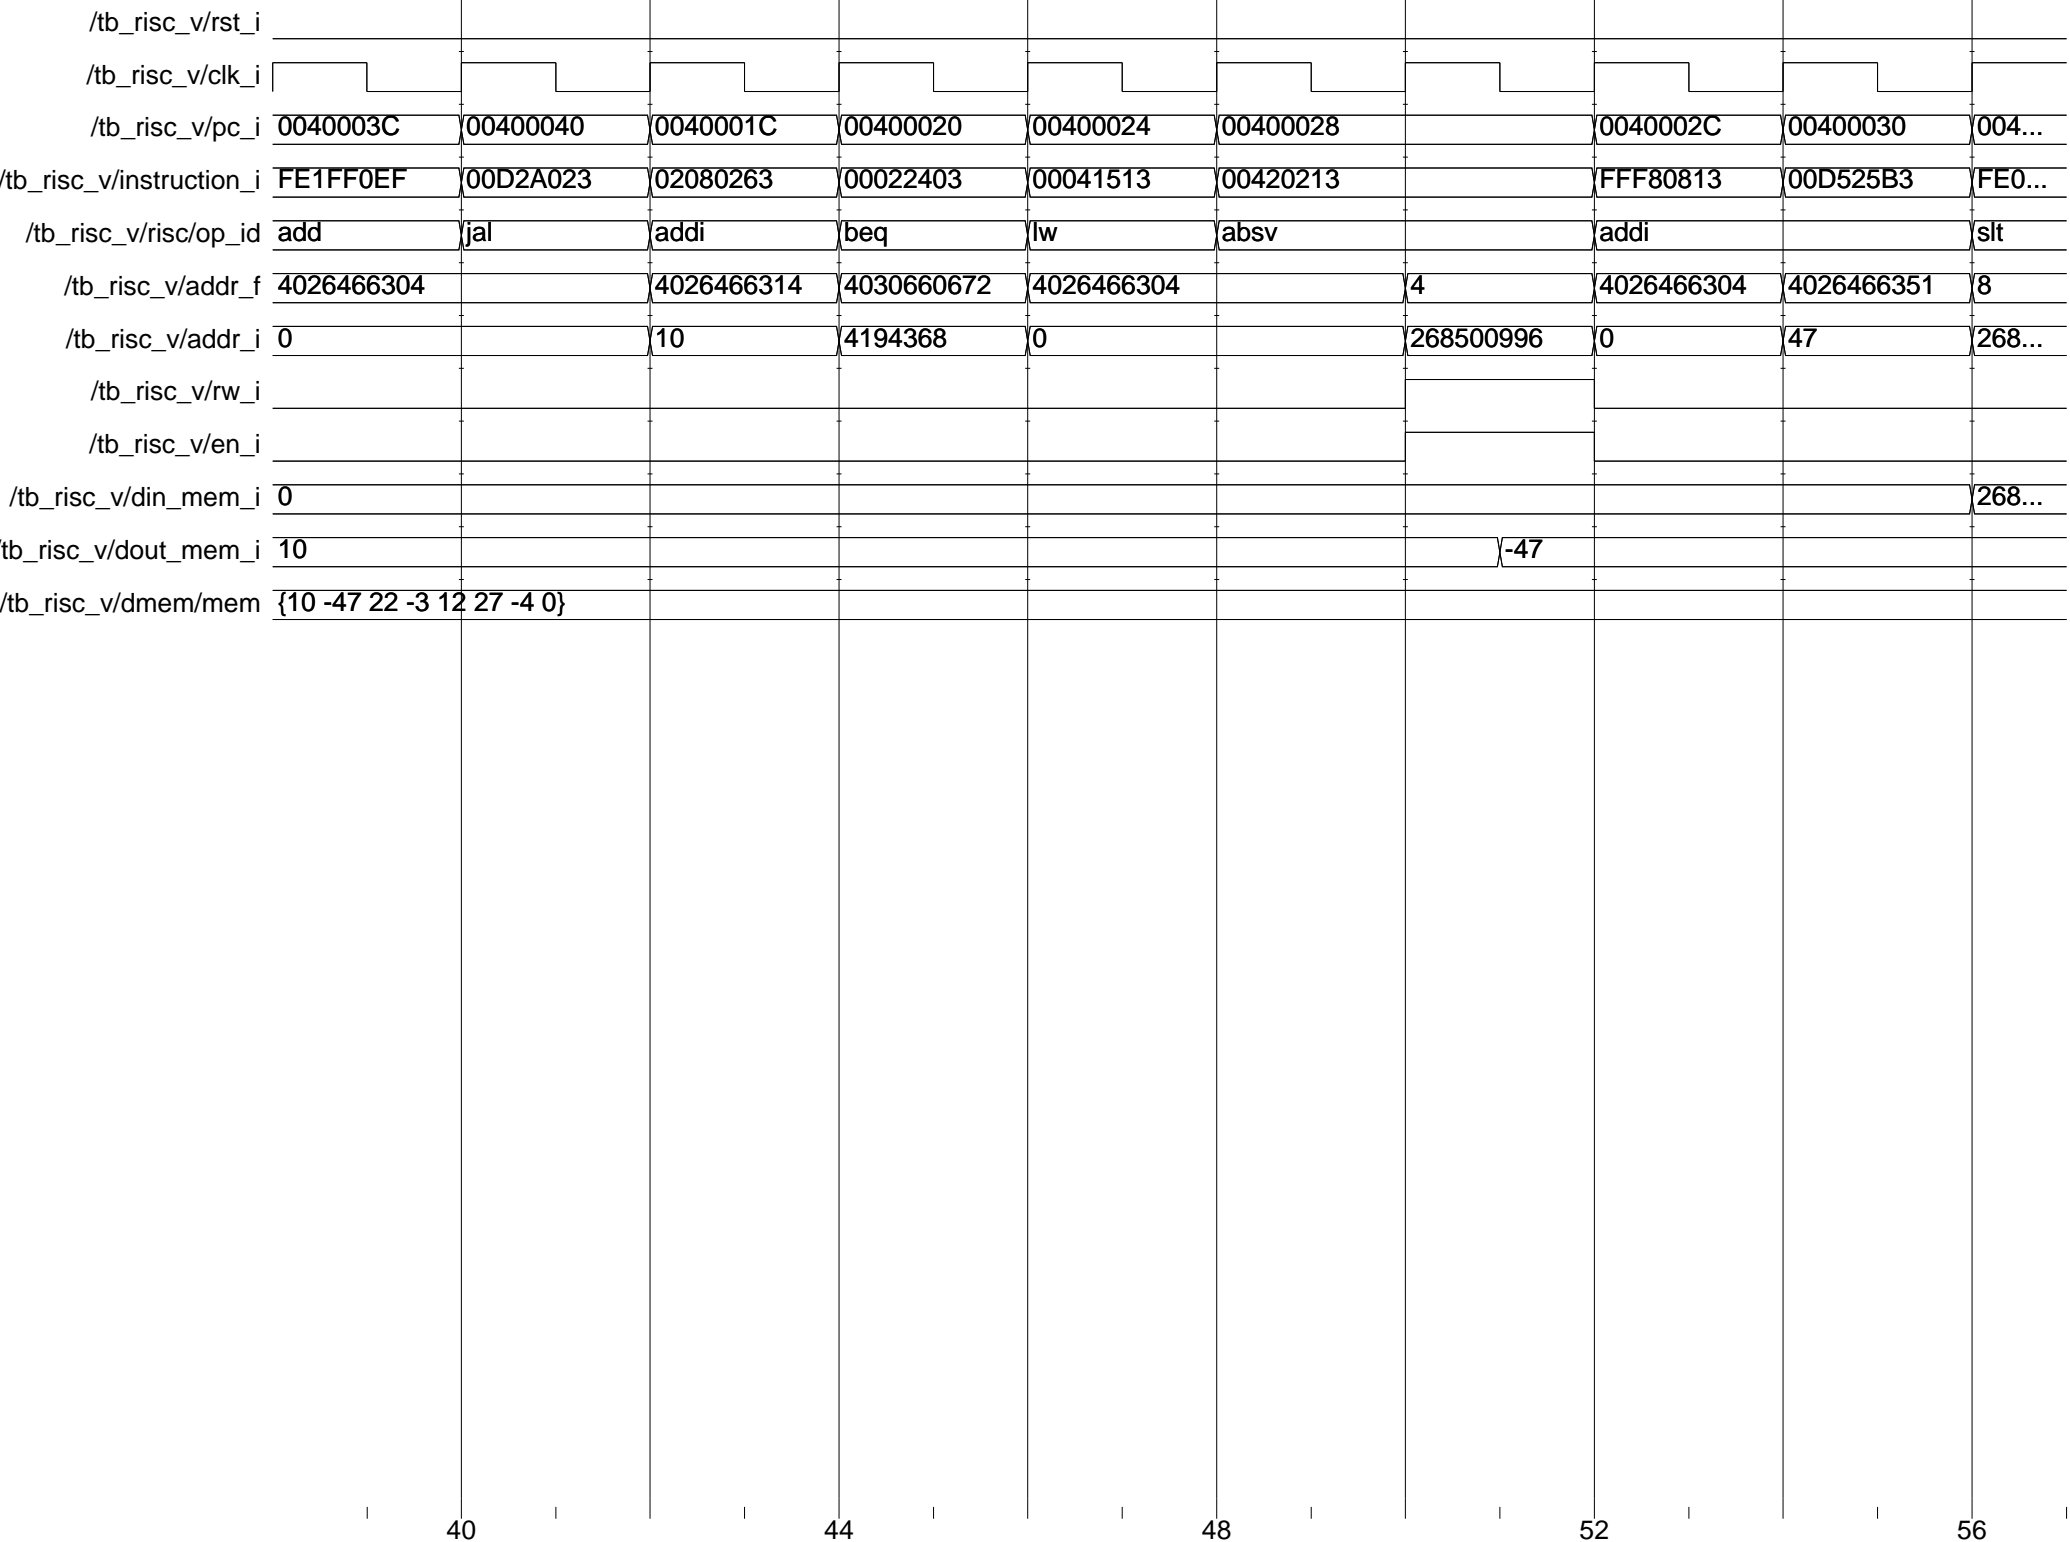 /tb_risc_v/rst_i
/tb_risc_v/clk_i
/tb_risc_v/pc_i 0040003C 00400040 0040001C 00400020 00400024 00400028 0040002C 00400030 004...
/tb_risc_v/instruction_i FE1FF0EF 00D2A023 02080263 00022403 00041513 00420213 FFF80813 00D525B3 FE0...
/tb_risc_v/risc/op_id add jal addi beq lw absv addi slt
/tb_risc_v/addr_f 4026466304 4026466314 4030660672 4026466304 4 4026466304 4026466351 8
/tb_risc_v/addr_i 0 10 4194368 0 268500996 0 47 268...
/tb_risc_v/rw_i
/tb_risc_v/en_i
/tb_risc_v/din_mem_i 0 268...
/tb_risc_v/dout_mem_i 10 -47
/tb_risc_v/dmem/mem {10 -47 22 -3 12 27 -4 0}
40 44 48 52 56